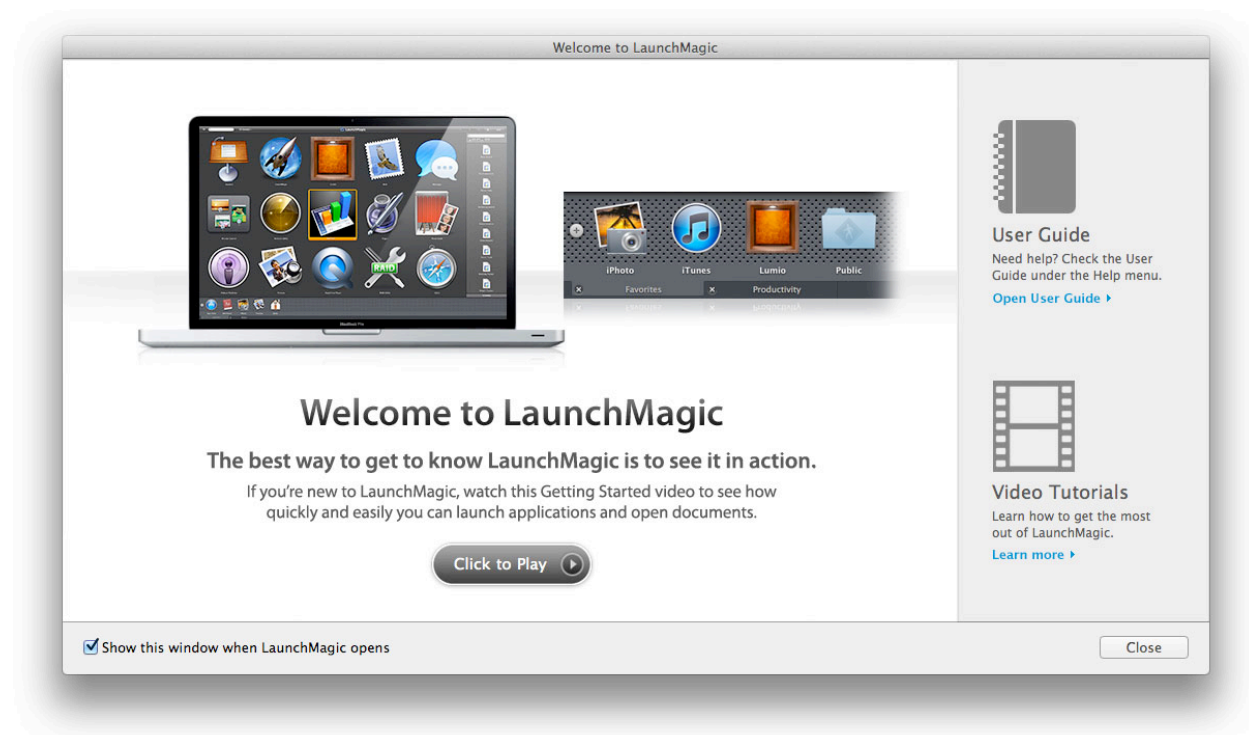 Welcome to LaunchMagic
LaunchMagic
RAID
MacBook Pro
iPhoto
iTunes
Lumio
Public
Favorites
Productivity
Welcome to LaunchMagic
The best way to get to know LaunchMagic is to see it in action.
If you're new to LaunchMagic, watch this Getting Started video to see how
quickly and easily you can launch applications and open documents.
Click to Play
User Guide
Need help? Check the User
Guide under the Help menu.
Open User Guide
Video Tutorials
Learn how to get the most
out of LaunchMagic.
Learn more
Show this window when LaunchMagic opens
Close